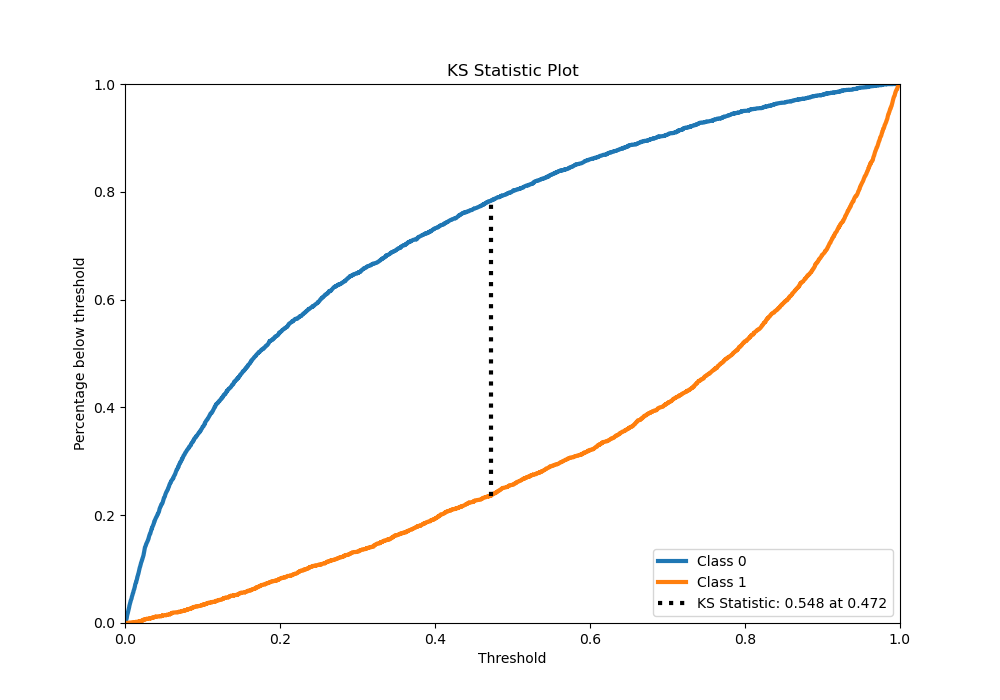 KS Statistic Plot
1.0
0.8
0.6
0.4
0.2
0.0
Percentage below threshold
0.0 0.2 0.4 0.6 0.8 1.0
Threshold
Class 0
Class 1
KS Statistic: 0.548 at 0.472